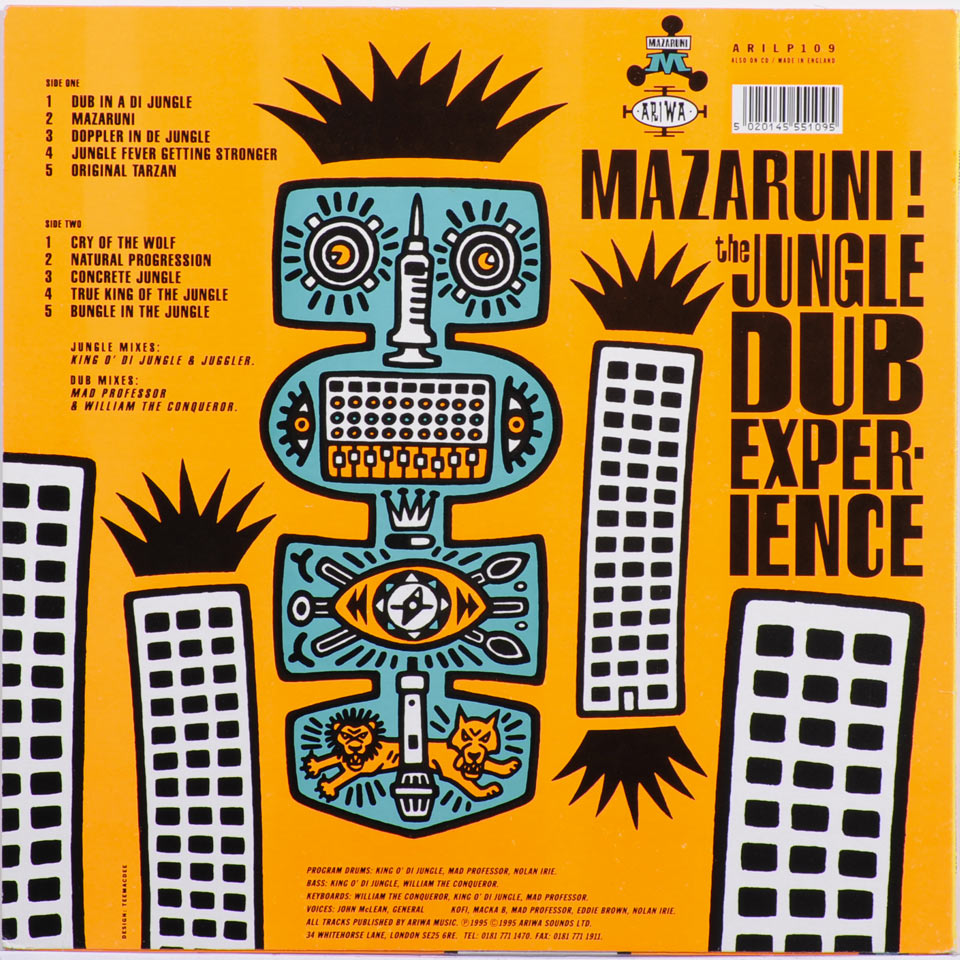 SIDE ONE
1 DUB IN A DI JUNGLE
2 MAZARUNI
3 DOPPLER IN DE JUNGLE
4 JUNGLE FEVER GETTING STRONGER
5 ORIGINAL TARZAN
SIDE TWO
1 CRY OF THE WOLF
2 NATURAL PROGRESSION
3 CONCRETE JUNGLE
4 TRUE KING OF THE JUNGLE
5 BUNGLE IN THE JUNGLE
JUNGLE MIXES:
KING O' DI JUNGLE & JUGGLER.
DUB MIXES:
MAD PROFESSOR
& WILLIAM THE CONQUEROR.
MAZARUNI
M
ARIWA
ARILP109
ALSO ON CD / MADE IN ENGLAND
5 020145 551095
MAZARUNI!
the JUNGLE
DUB
EXPER-
IENCE
PROGRAM DRUMS: KING O' DI JUNGLE, MAD PROFESSOR, NOLAN IRIE.
BASS: KING O' DI JUNGLE, WILLIAM THE CONQUEROR.
KEYBOARDS: WILLIAM THE CONQUEROR, KING O' DI JUNGLE, MAD PROFESSOR.
VOICES: JOHN McLEAN, GENERAL KOFI, MACKA B, MAD PROFESSOR, EDDIE BROWN, NOLAN IRIE.
ALL TRACKS PUBLISHED BY ARIWA MUSIC. ℗1995 ©1995 ARIWA SOUNDS LTD.
34 WHITEHORSE LANE, LONDON SE25 6RE. TEL: 0181 771 1470. FAX: 0181 771 1911.
DESIGN: TEEMACDEE